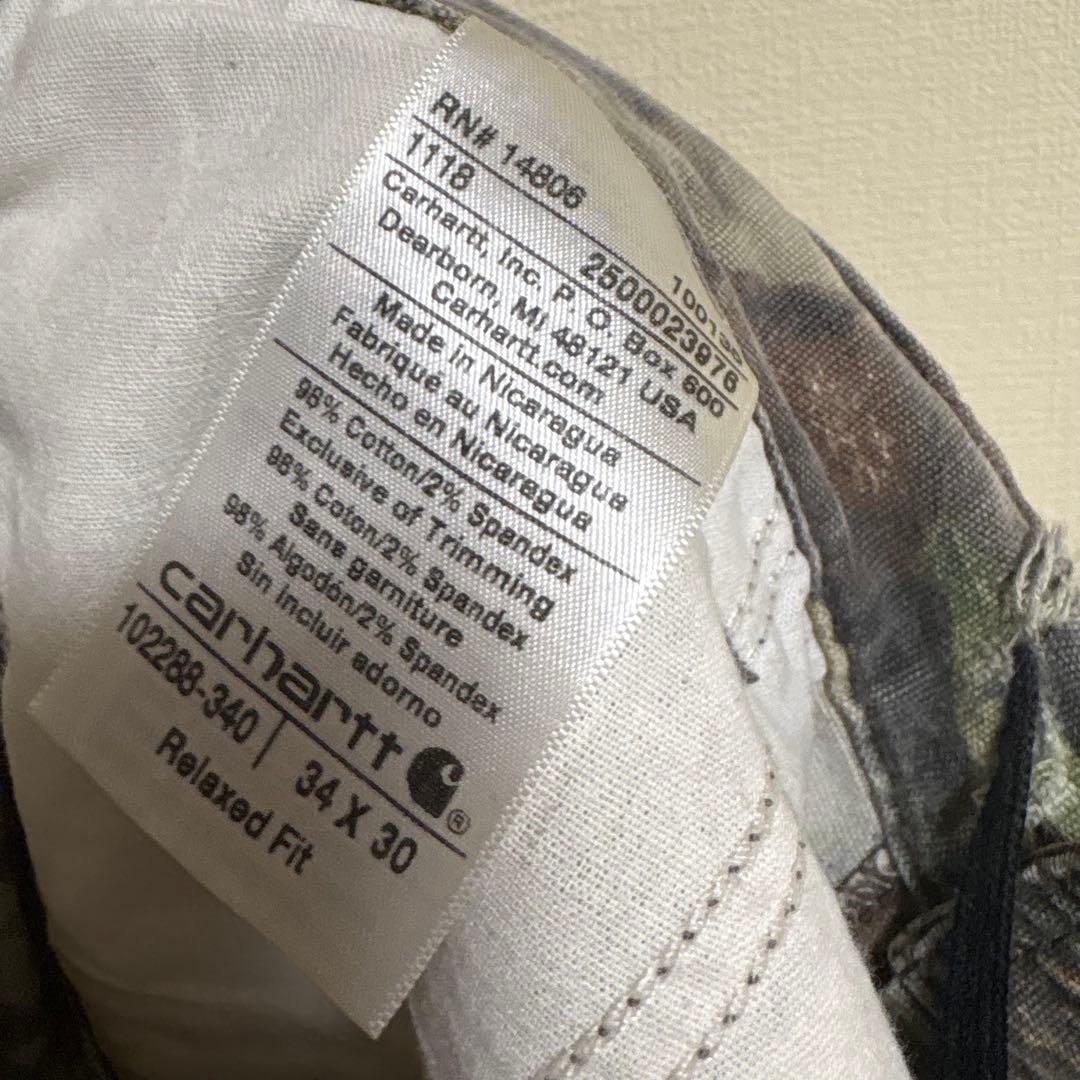 RN# 14806
1118 100130
2500023976
Carhartt, Inc. P. O. Box 600
Dearborn, MI 48121 USA
Carhartt.com
Made in Nicaragua
Fabriqué au Nicaragua
Hecho en Nicaragua
98% Cotton/2% Spandex
Exclusive of Trimming
98% Coton/2% Spandex
Sans garniture
98% Algodón/2% Spandex
Sin incluir adorno
carhartt ®
102288-340 | 34 X 30
Relaxed Fit